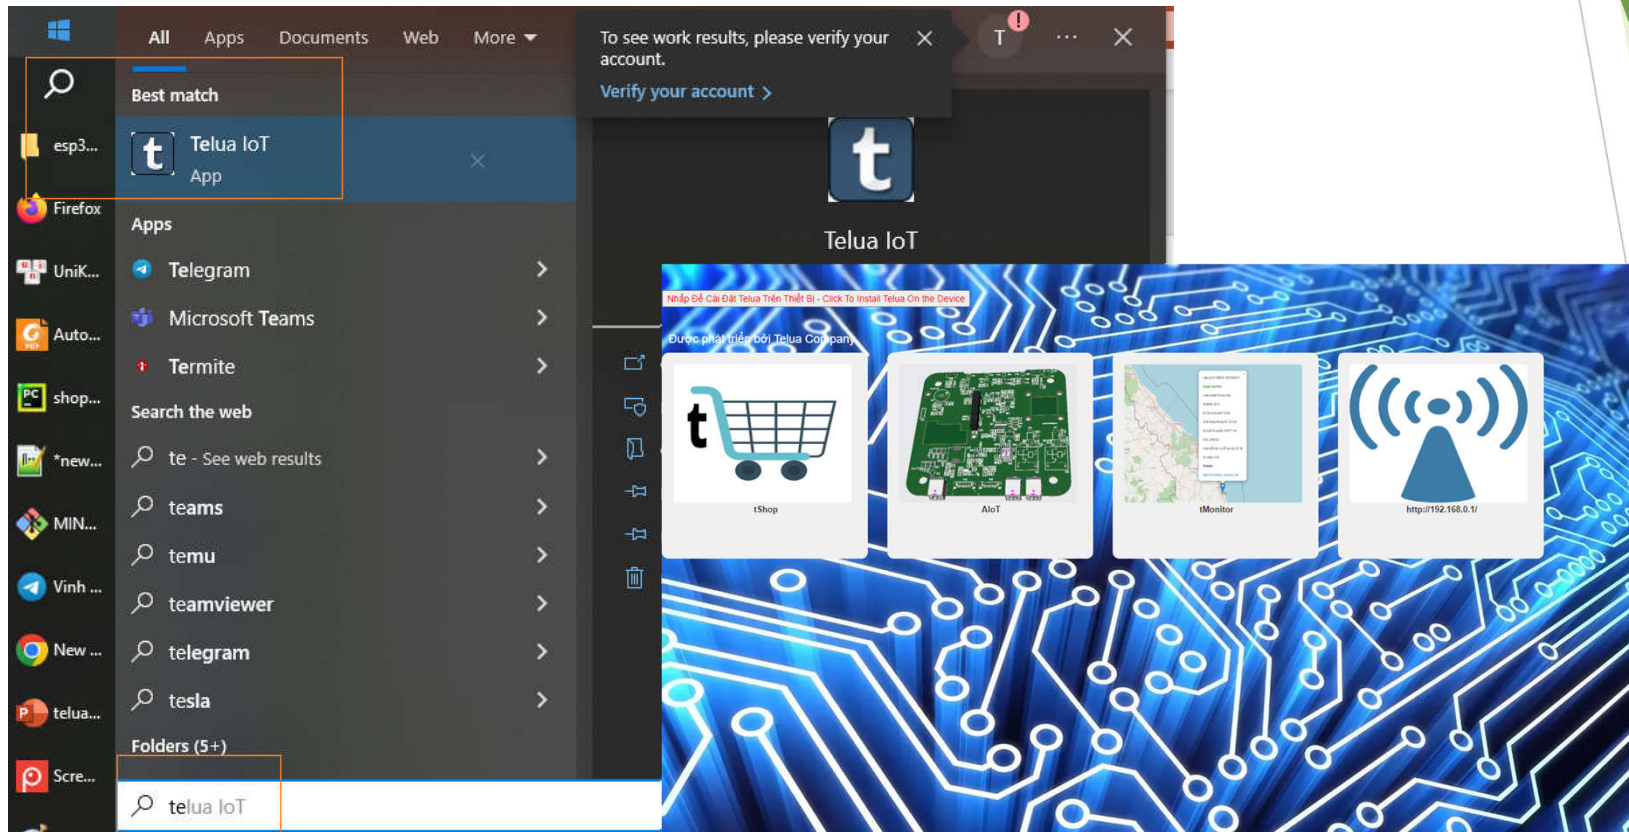 All Apps Documents Web More
To see work results, please verify your
account.
Verify your account
T
Best match
Telua IoT
App
t
Telua IoT
esp3...
Firefox
UniK...
Auto...
shop...
*new...
MIN...
Vinh ...
New ...
telua...
Scre...
Apps
Telegram
Microsoft Teams
Termite
Search the web
te - See web results
teams
temu
teamviewer
telegram
tesla
Folders (5+)
telua IoT
Nhấp Để Cài Đặt Telua Trên Thiết Bị - Click To Install Telua On the Device
Được phát triển bởi Telua Company
t
tShop
AIoT
tMonitor
http://192.168.0.1/